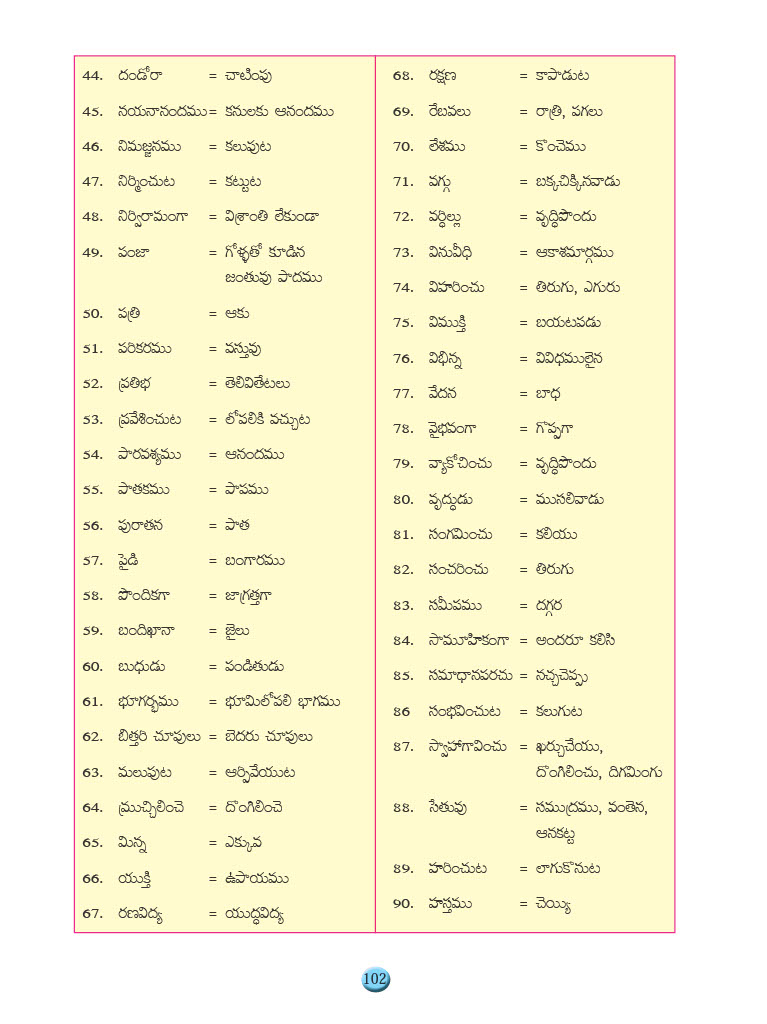 44. దండోరా = చాటింపు
45. నయనానందము = కనులకు ఆనందము
46. నిమజ్జనము = కలుపుట
47. నిర్మించుట = కట్టుట
48. నిర్విరామంగా = విశ్రాంతి లేకుండా
49. పంజా = గోళ్ళతో కూడిన
జంతువు పాదము
50. పత్రి = ఆకు
51. పరికరము = వస్తువు
52. ప్రతిభ = తెలివితేటలు
53. ప్రవేశించుట = లోపలికి వచ్చుట
54. పారవశ్యము = ఆనందము
55. పాతకము = పాపము
56. పురాతన = పాత
57. పైడి = బంగారము
58. పొందికగా = జాగ్రత్తగా
59. బందిఖానా = జైలు
60. బుధుడు = పండితుడు
61. భూగర్భము = భూమిలోపలి భాగము
62. బిత్తరి చూపులు = బెదరు చూపులు
63. మలుపుట = ఆర్పివేయుట
64. మ్రుచ్చిలించె = దొంగిలించె
65. మిన్న = ఎక్కువ
66. యుక్తి = ఉపాయము
67. రణవిద్య = యుద్ధవిద్య
68. రక్షణ = కాపాడుట
69. రేబవలు = రాత్రి, పగలు
70. లేశము = కొంచెము
71. వగ్గు = బక్కచిక్కినవాడు
72. వర్ధిల్లు = వృద్ధిపొందు
73. వినువీధి = ఆకాశమార్గము
74. విహరించు = తిరుగు, ఎగురు
75. విముక్తి = బయటపడు
76. విభిన్న = వివిధములైన
77. వేదన = బాధ
78. వైభవంగా = గొప్పగా
79. వ్యాకోచించు = వృద్ధిపొందు
80. వృద్ధుడు = ముసలివాడు
81. సంగమించు = కలియు
82. సంచరించు = తిరుగు
83. సమీపము = దగ్గర
84. సామూహికంగా = అందరూ కలిసి
85. సమాధానపరచు = నచ్చచెప్పు
86 సంభవించుట = కలుగుట
87. స్వాహాగావించు = ఖర్చుచేయు,
దొంగిలించు, దిగమింగు
88. సేతువు = సముద్రము, వంతెన,
ఆనకట్ట
89. హరించుట = లాగుకొనుట
90. హస్తము = చెయ్యి
102